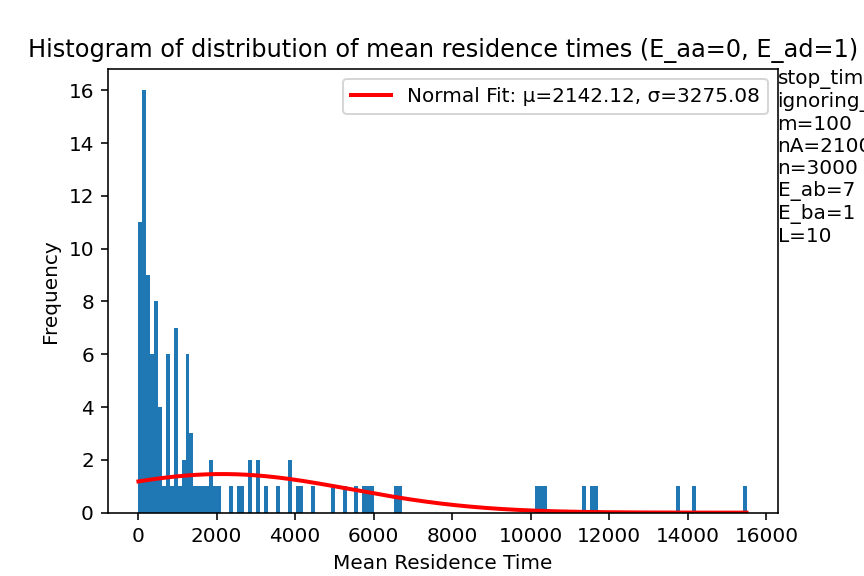 Histogram of distribution of mean residence times (E_aa=0, E_ad=1)
Normal Fit: μ=2142.12, σ=3275.08
stop_tim
ignoring_
m=100
nA=2100
n=3000
E_ab=7
E_ba=1
L=10
Frequency
16
14
12
10
8
6
4
2
0
0 2000 4000 6000 8000 10000 12000 14000 16000
Mean Residence Time